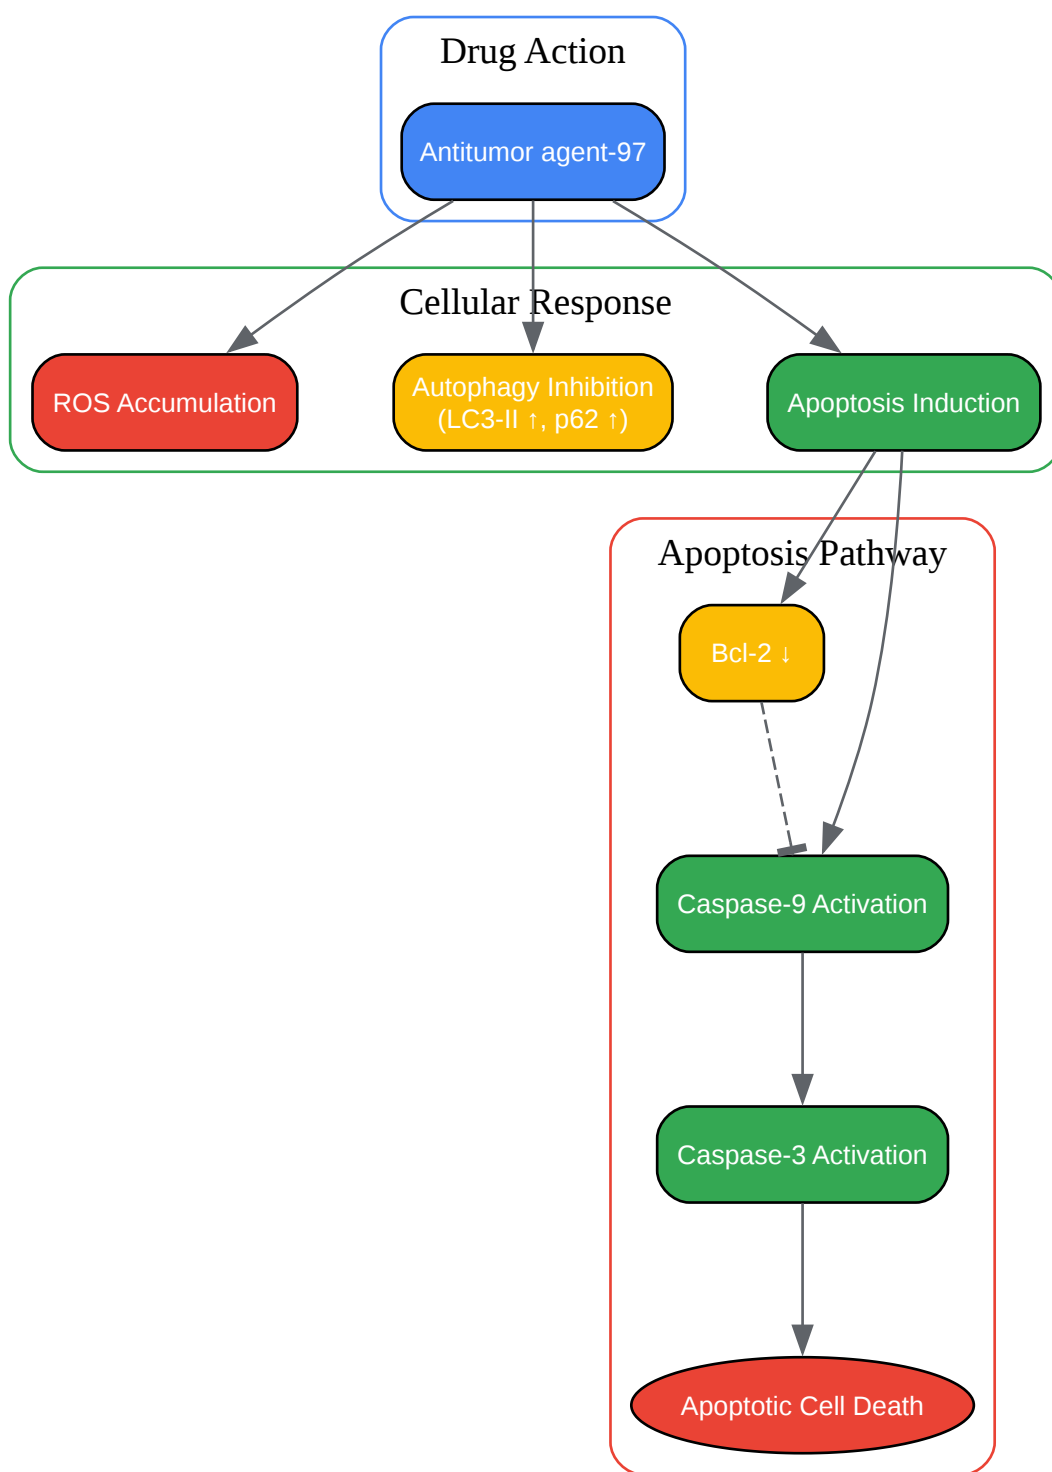 Drug Action
Antitumor agent-97
Cellular Response
ROS Accumulation
Autophagy Inhibition
(LC3-II ↑, p62 ↑)
Apoptosis Induction
Apoptosis Pathway
Bcl-2 ↓
Caspase-9 Activation
Caspase-3 Activation
Apoptotic Cell Death